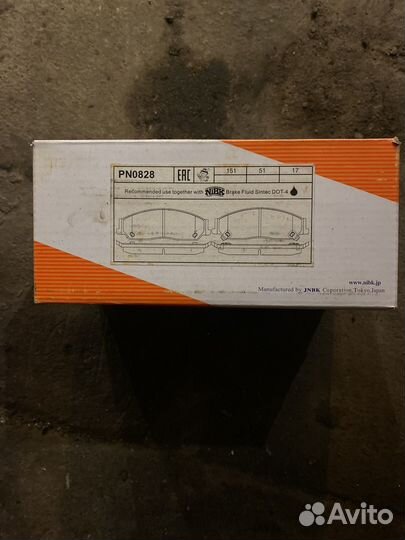 PN0828 EAC 151 51 17
Recommended use together with NiBK Brake Fluid Sintec DOT-4
www.nibk.jp
Manufactured by JNBK Corporation,Tokyo,Japan
Avito